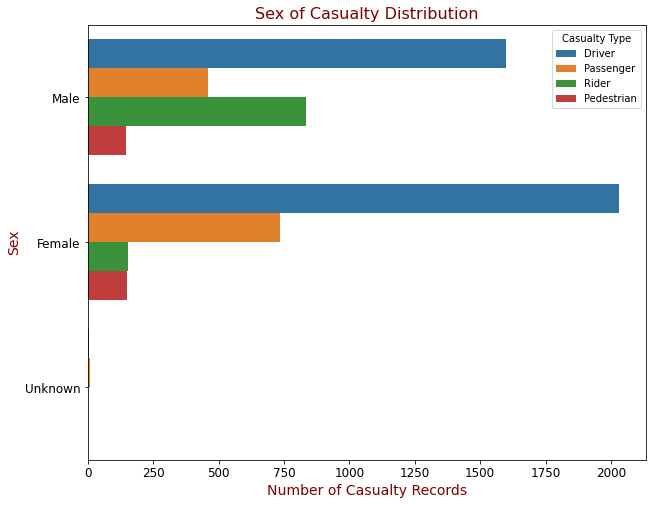 Sex of Casualty Distribution
Casualty Type
Driver
Passenger
Rider
Pedestrian
Male
Female
Unknown
Sex
0 250 500 750 1000 1250 1500 1750 2000
Number of Casualty Records